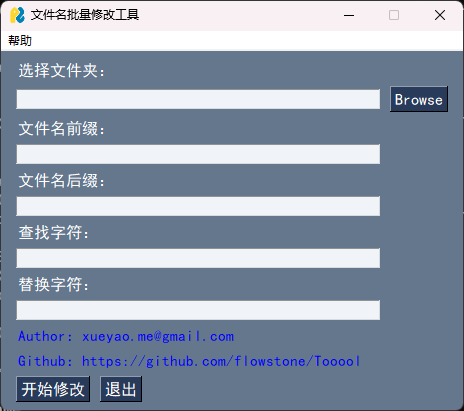 文件名批量修改工具
帮助
选择文件夹:
Browse
文件名前缀:
文件名后缀:
查找字符:
替换字符:
Author: xueyao.me@gmail.com
Github: https://github.com/flowstone/Tooool
开始修改 退出